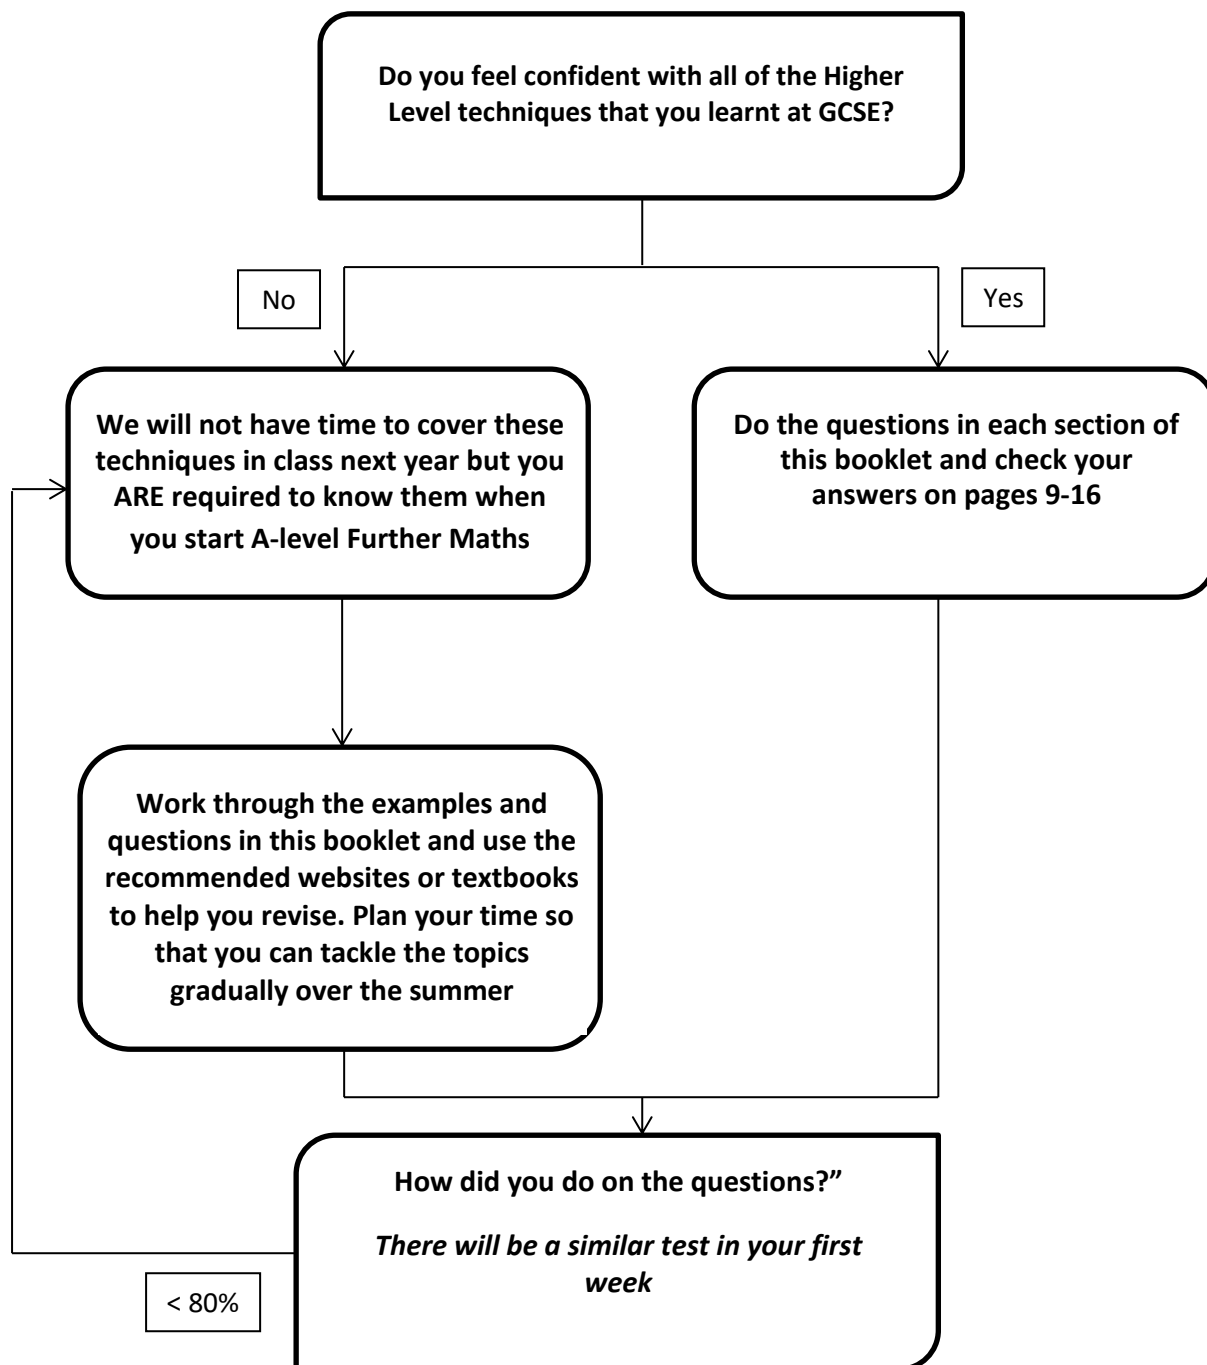 Do you feel confident with all of the Higher
Level techniques that you learnt at GCSE?
No
Yes
We will not have time to cover these
techniques in class next year but you
ARE required to know them when
you start A-level Further Maths
Do the questions in each section of
this booklet and check your
answers on pages 9-16
Work through the examples and
questions in this booklet and use the
recommended websites or textbooks
to help you revise. Plan your time so
that you can tackle the topics
gradually over the summer
How did you do on the questions?”
There will be a similar test in your first
week
< 80%